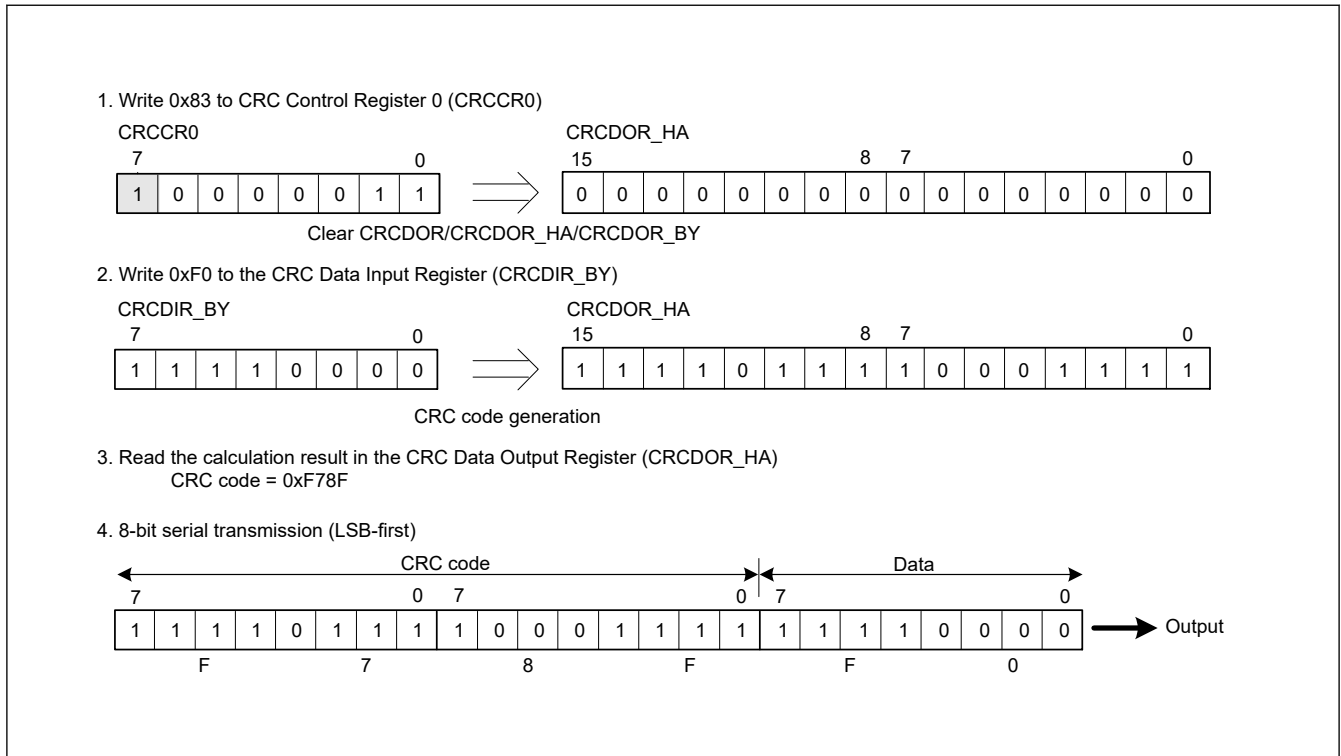 1. Write 0x83 to CRC Control Register 0 (CRCCR0)
CRCCR0 CRCDOR_HA
7 0 15 8 7 0
1 0 0 0 0 0 1 1 0 0 0 0 0 0 0 0 0 0 0 0 0 0 0 0
Clear CRCDOR/CRCDOR_HA/CRCDOR_BY
2. Write 0xF0 to the CRC Data Input Register (CRCDIR_BY)
CRCDIR_BY CRCDOR_HA
7 0 15 8 7 0
1 1 1 1 0 0 0 0 1 1 1 1 0 1 1 1 1 0 0 0 1 1 1 1
CRC code generation
3. Read the calculation result in the CRC Data Output Register (CRCDOR_HA)
CRC code = 0xF78F
4. 8-bit serial transmission (LSB-first)
CRC code Data
7 0 7 0 7 0
1 1 1 1 0 1 1 1 1 0 0 0 1 1 1 1 1 1 1 1 0 0 0 0 Output
F 7 8 F F 0